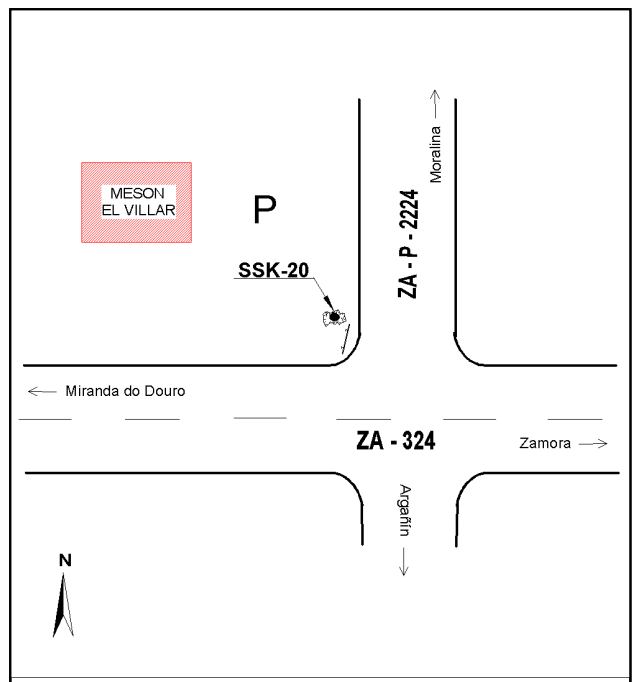 Moralina
MESON
EL VILLAR
P
ZA - P - 2224
SSK-20
Miranda do Douro
ZA - 324
Zamora
Argañín
N